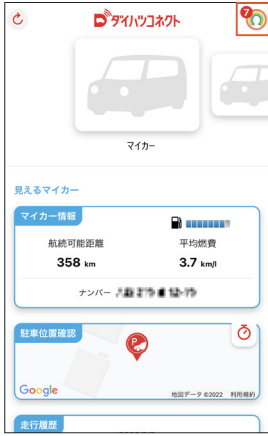 7
ダイハツコネクト
マイカー
見えるマイカー
マイカー情報
航続可能距離
平均燃費
358 km
3.7 km/l
ナンバー
駐車位置確認
P
Google
地図データ ©2022 利用規約
走行履歴